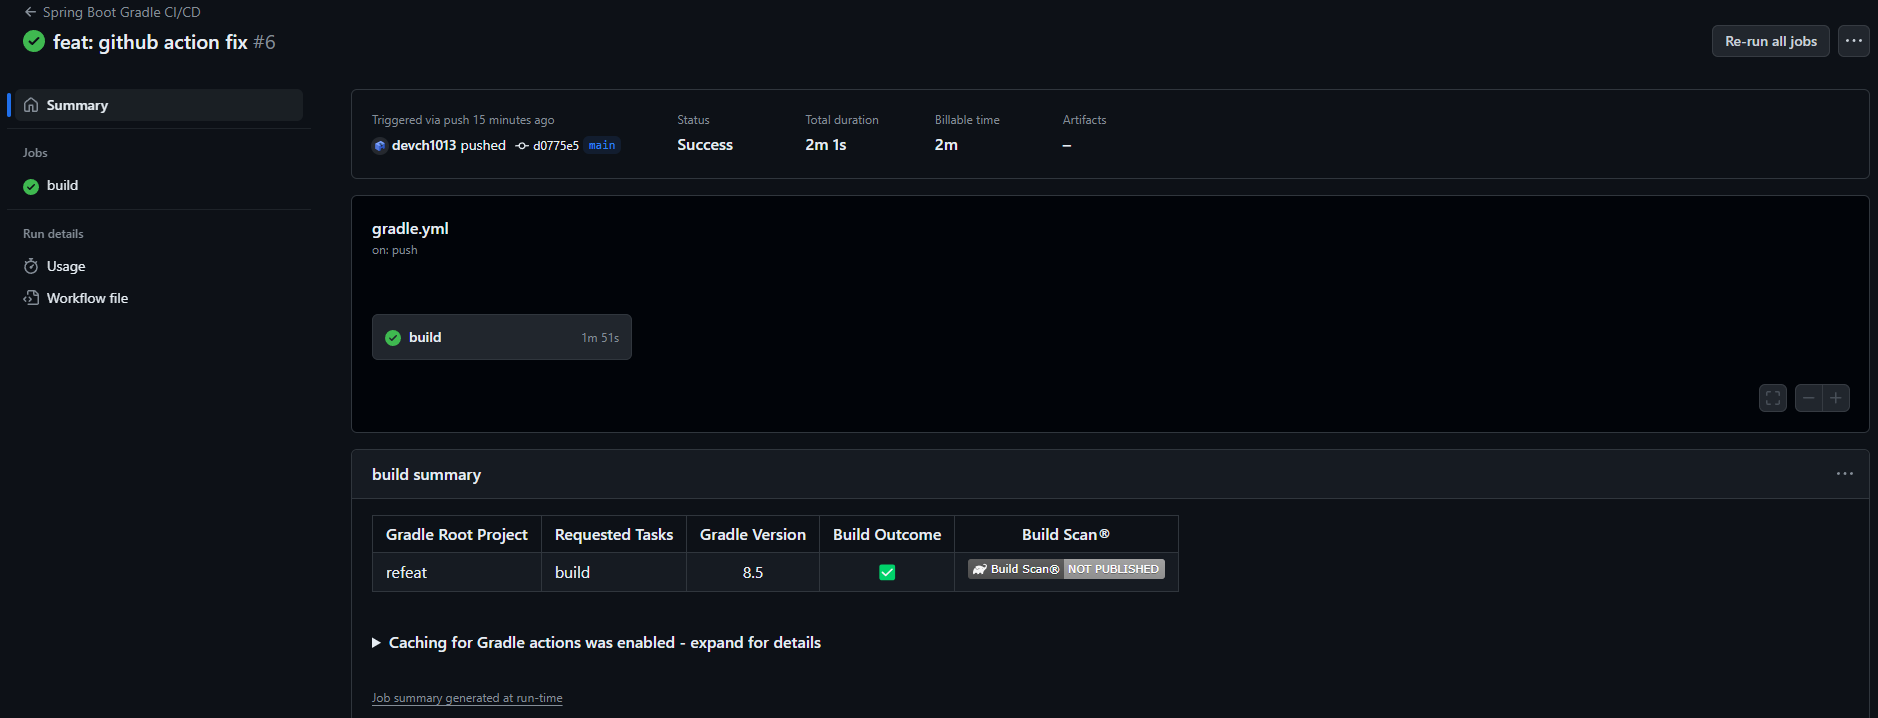 Spring Boot Gradle CI/CD
feat: github action fix #6
Re-run all jobs
Summary
Jobs
build
Run details
Usage
Workflow file
Triggered via push 15 minutes ago
devch1013 pushed d0775e5 main
Status
Success
Total duration
2m 1s
Billable time
2m
Artifacts
–
gradle.yml
on: push
build 1m 51s
build summary
Gradle Root Project Requested Tasks Gradle Version Build Outcome Build Scan®
refeat build 8.5 Build Scan® NOT PUBLISHED
Caching for Gradle actions was enabled - expand for details
Job summary generated at run-time